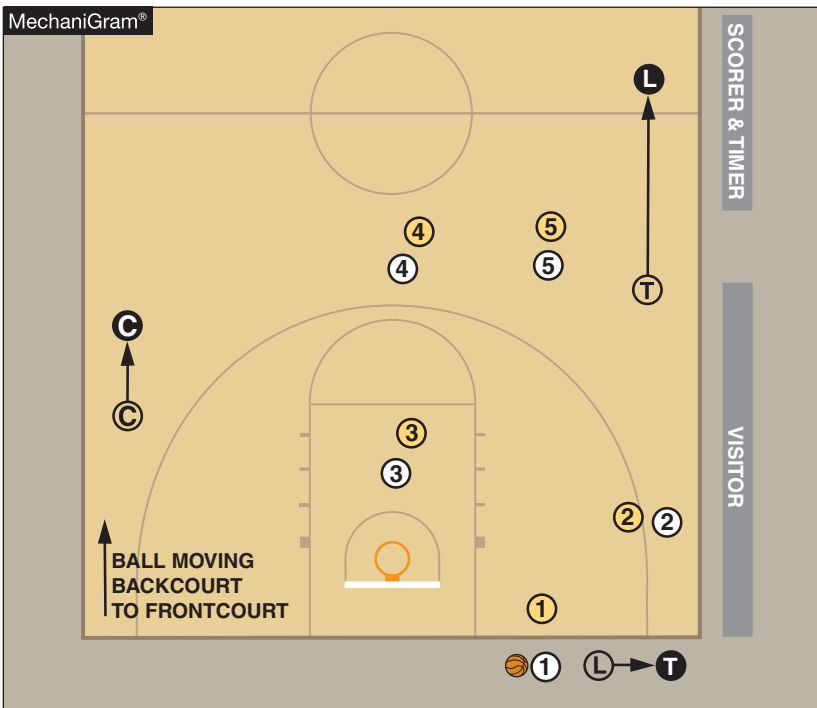 MechaniGram®
L
SCORER & TIMER
4
5
4
5
T
C
C
3
3
VISITOR
2
2
BALL MOVING
BACKCOURT
TO FRONTCOURT
1
1
L
T